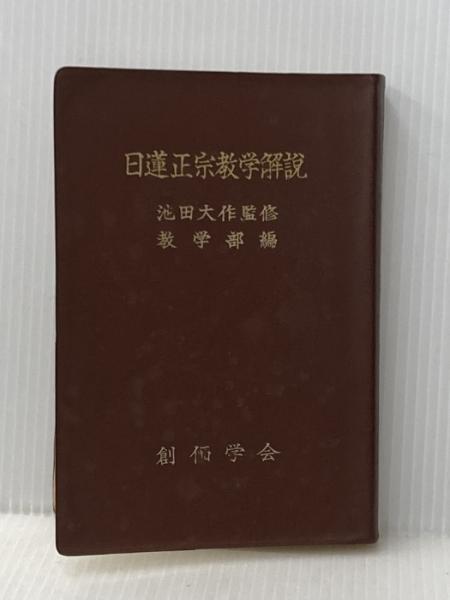 日蓮正宗教学解説
池田大作監修
教学部編
創価学会